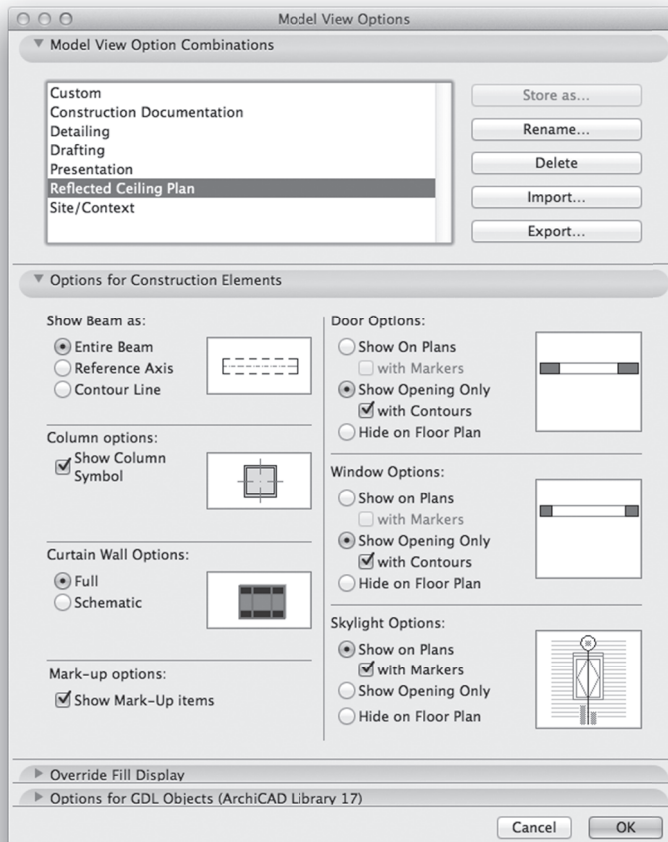 Model View Options
Model View Option Combinations
Custom
Construction Documentation
Detailing
Drafting
Presentation
Reflected Ceiling Plan
Site/Context
Store as...
Rename...
Delete
Import...
Export...
Options for Construction Elements
Show Beam as:
Entire Beam
Reference Axis
Contour Line
Column options:
Show Column
Symbol
Curtain Wall Options:
Full
Schematic
Mark-up options:
Show Mark-Up items
Door Options:
Show On Plans
with Markers
Show Opening Only
with Contours
Hide on Floor Plan
Window Options:
Show on Plans
with Markers
Show Opening Only
with Contours
Hide on Floor Plan
Skylight Options:
Show on Plans
with Markers
Show Opening Only
Hide on Floor Plan
Override Fill Display
Options for GDL Objects (ArchiCAD Library 17)
Cancel
OK